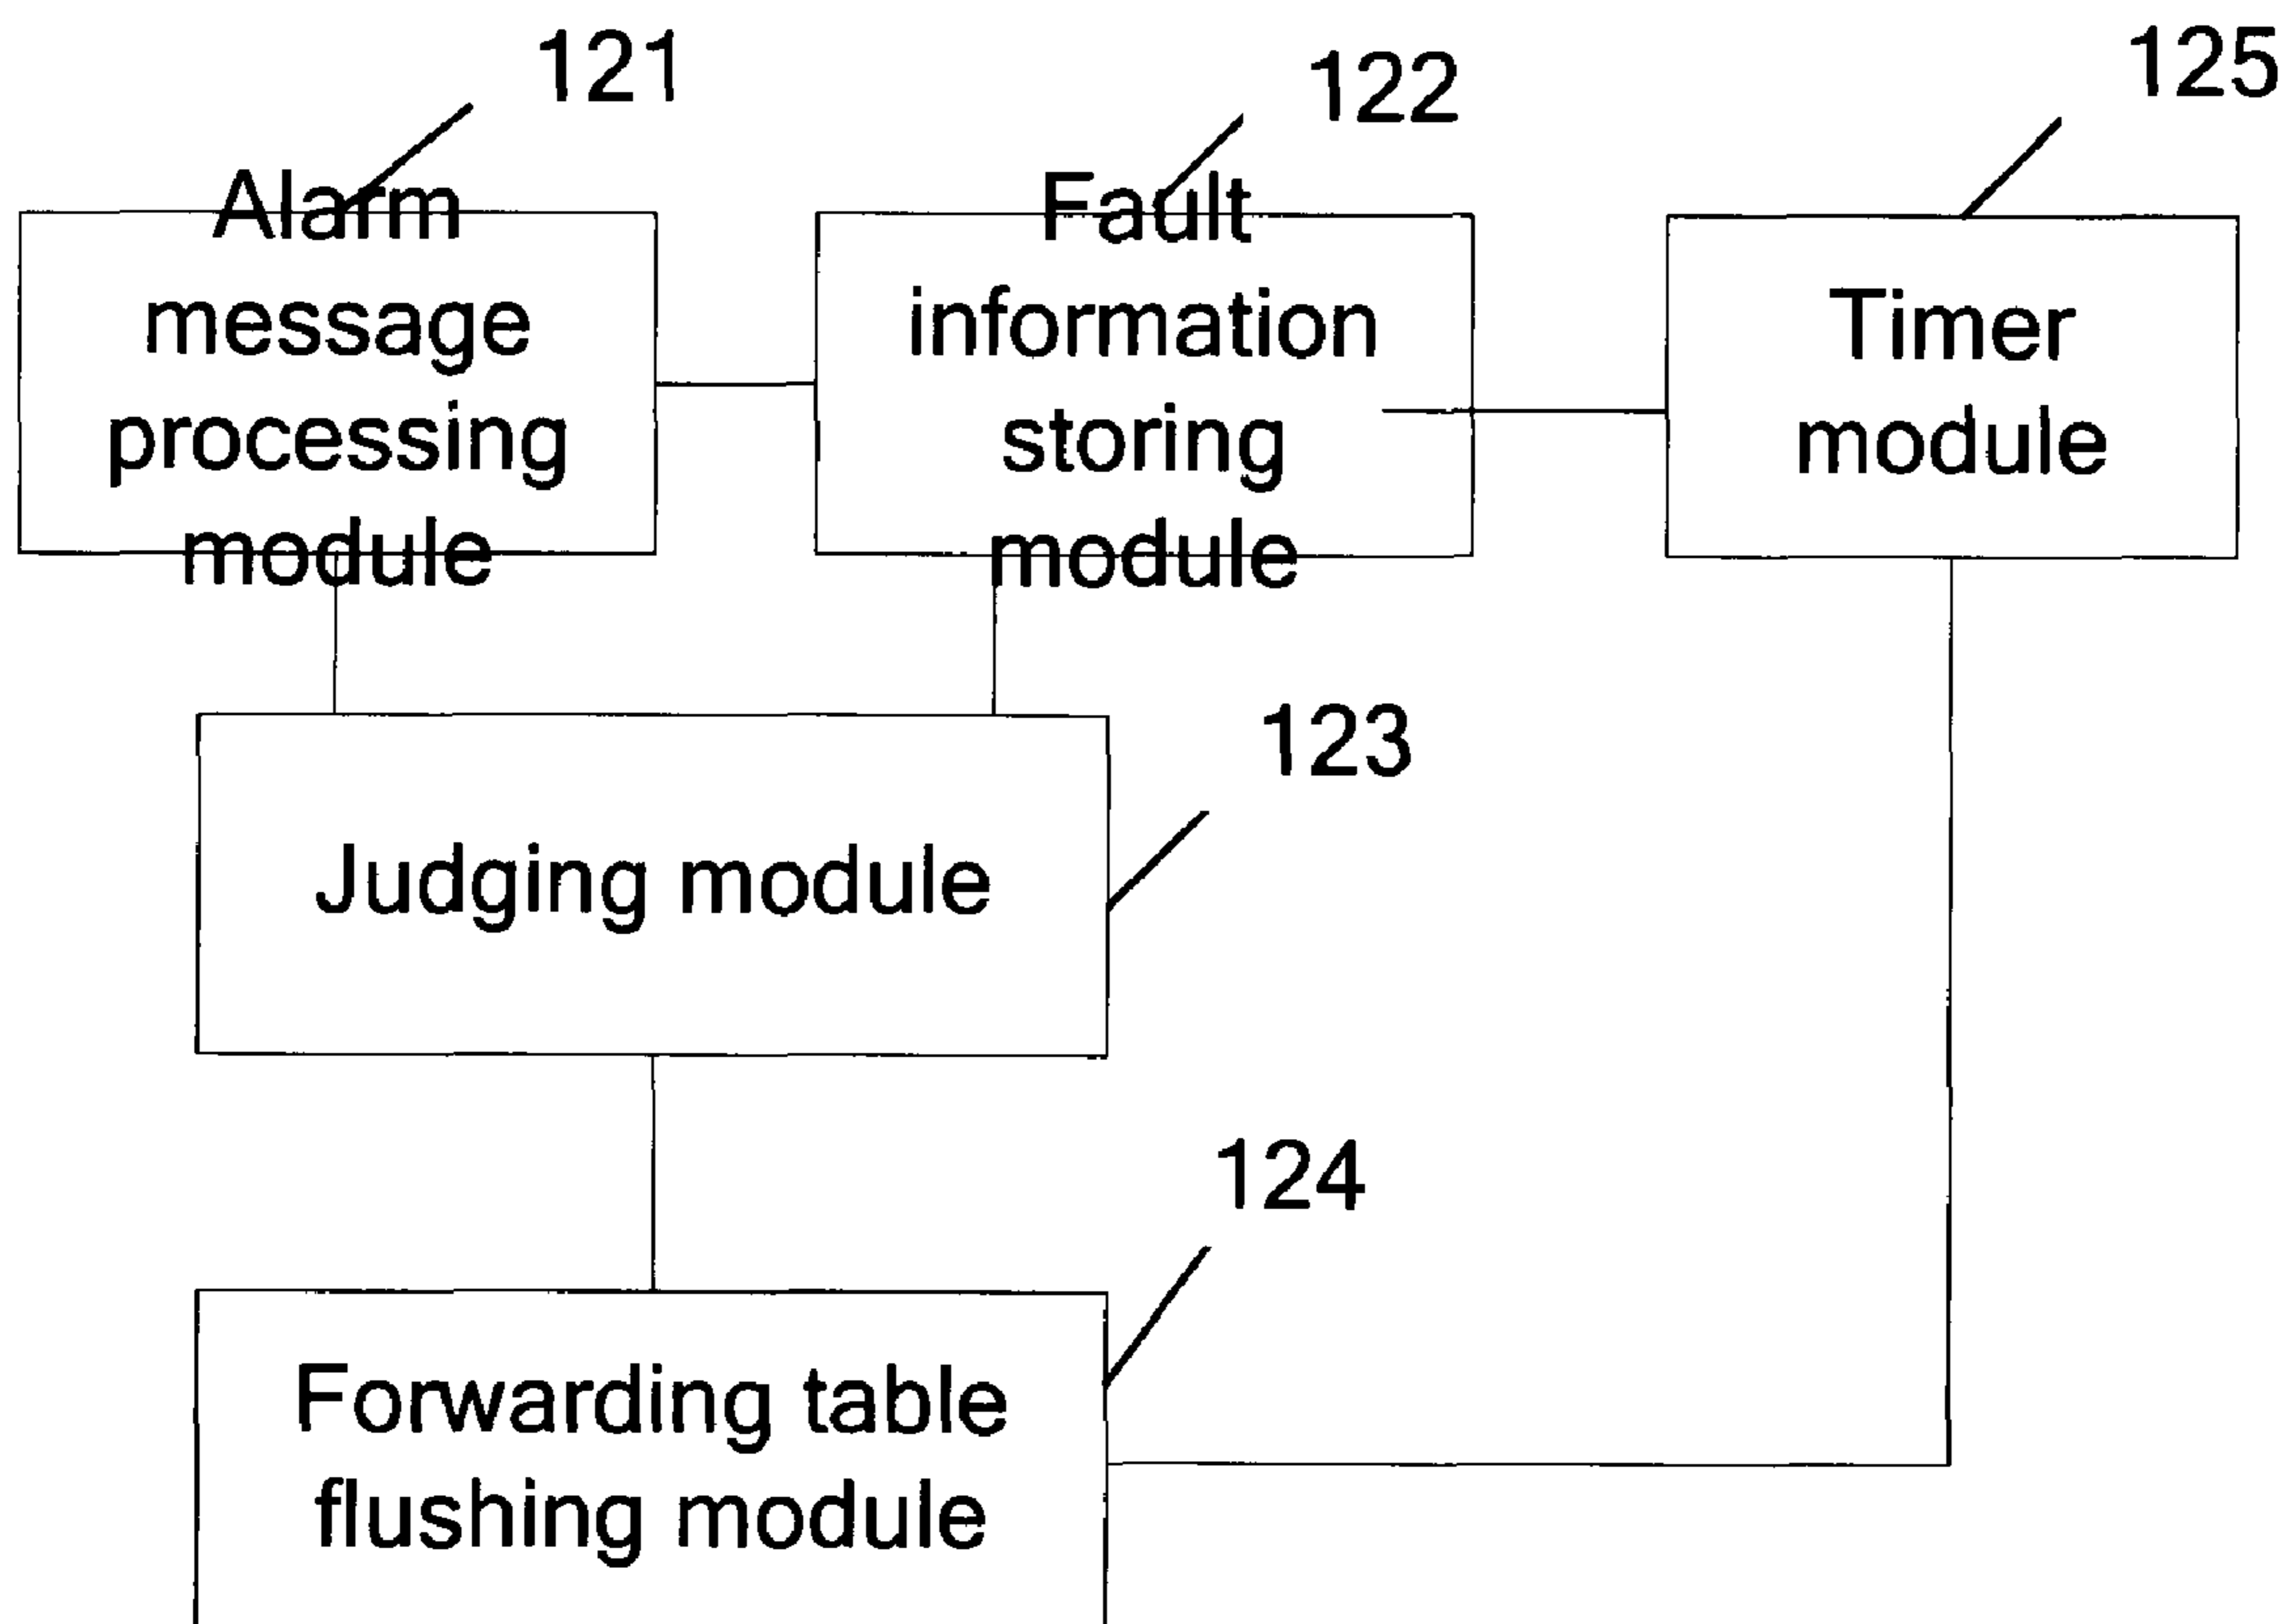 121
122
125
Alarm
message
processing
module
Fault
information
storing
module
Timer
module
123
Judging module
124
Forwarding table
flushing module